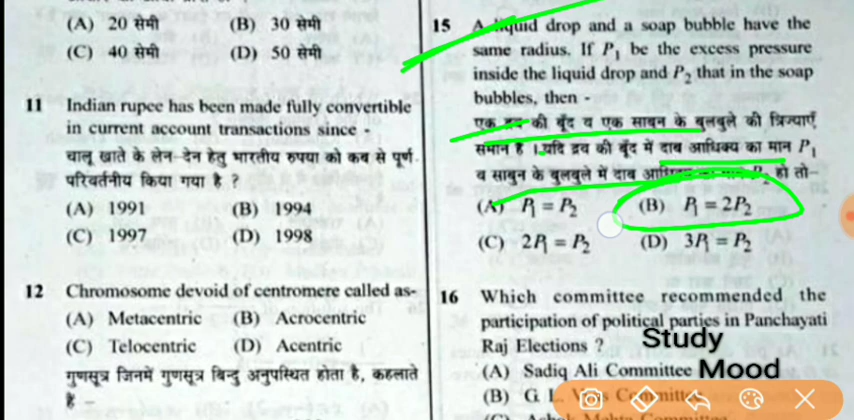 (A) 20 सेमी (B) 30 सेमी
(C) 40 सेमी (D) 50 सेमी
11 Indian rupee has been made fully convertible
in current account transactions since -
चालू खाते के लेन-देन हेतु भारतीय रुपया को कब से पूर्ण
परिवर्तनीय किया गया है ?
(A) 1991 (B) 1994
(C) 1997 (D) 1998
12 Chromosome devoid of centromere called as-
(A) Metacentric (B) Acrocentric
(C) Telocentric (D) Acentric
गुणसूत्र जिनमें गुणसूत्र बिन्दु अनुपस्थित होता है, कहलाते
है –
15 A liquid drop and a soap bubble have the
same radius. If P₁ be the excess pressure
inside the liquid drop and P₂ that in the soap
bubbles, then -
एक द्रव की बूँद व एक साबुन के बुलबुले की त्रिज्याएँ
समान है । यदि द्रव की बूँद में दाब आधिक्य का मान P₁
व साबुन के बुलबुले में दाब P₂ हो तो–
(A) P₁ = P₂ (B) P₁ = 2P₂
(C) 2P₁ = P₂ (D) 3P₁ = P₂
16 Which committee recommended the
participation of political parties in Panchayati
Raj Elections ?
(A) Sadiq Ali Committee
(B) G. L.
Study
Mood